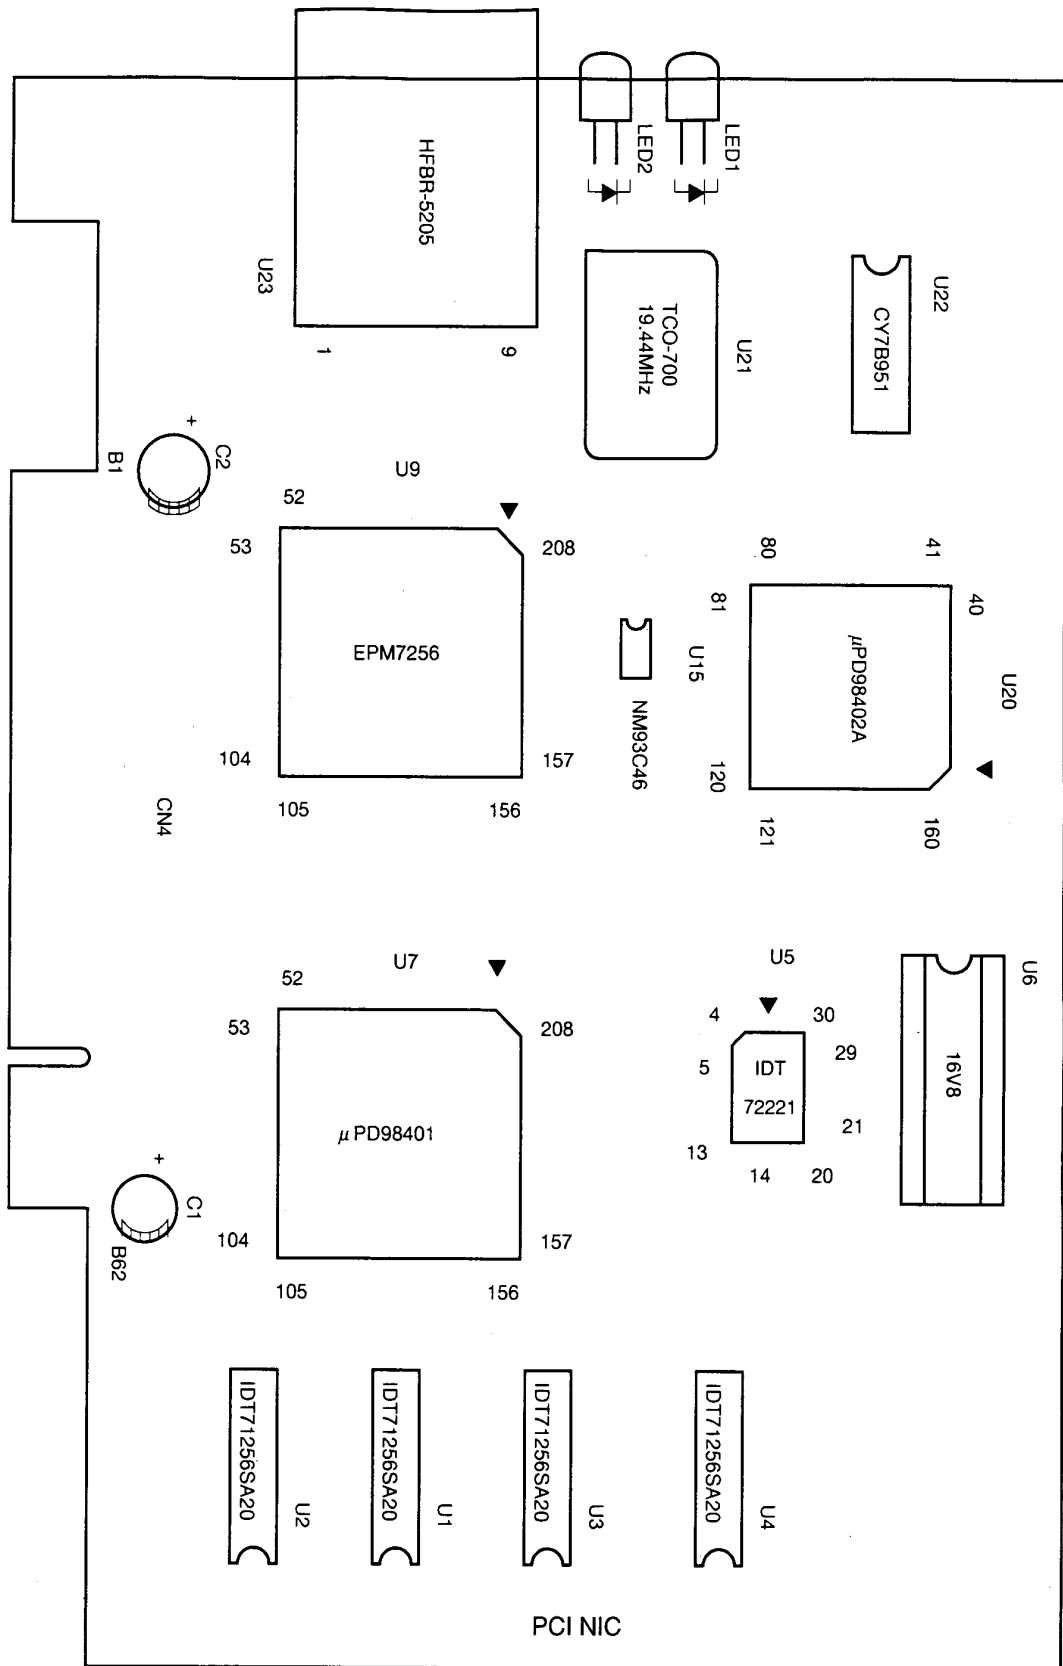 HFBR-5205
U23
1
9
LED2
LED1
TCO-700
19.44MHz
U21
CY7B951
U22
+
C2
B1
U9
52
53
208
EPM7256
104
105
156
157
CN4
U15
NM93C46
80
41
81
40
µPD98402A
U20
120
121
160
U7
52
53
208
µ PD98401
104
105
156
157
U5
4
30
5
29
IDT
72221
13
21
14
20
U6
16V8
+
C1
B62
IDT71256SA20
U2
IDT71256SA20
U1
IDT71256SA20
U3
IDT71256SA20
U4
PCI NIC